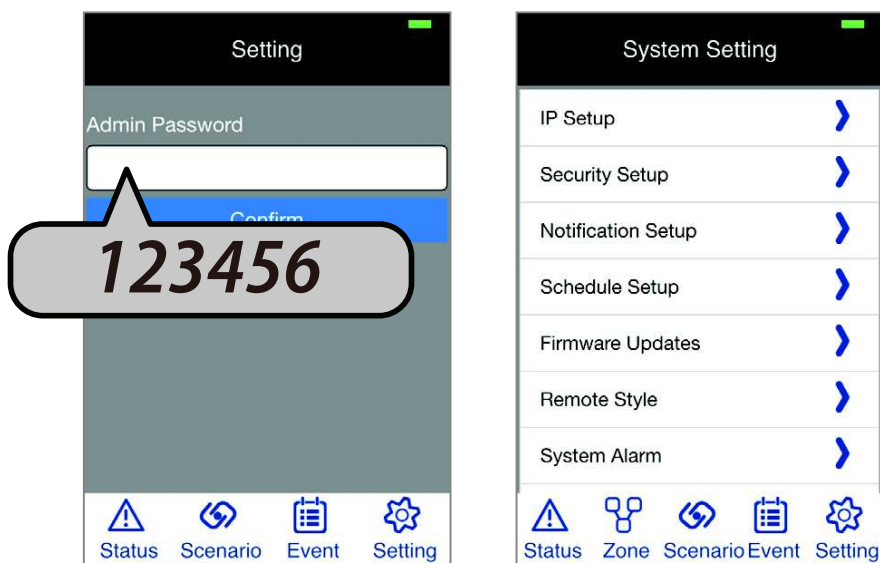 Setting
Admin Password
Confirm
123456
Status Scenario Event Setting
System Setting
IP Setup
Security Setup
Notification Setup
Schedule Setup
Firmware Updates
Remote Style
System Alarm
Status Zone Scenario Event Setting